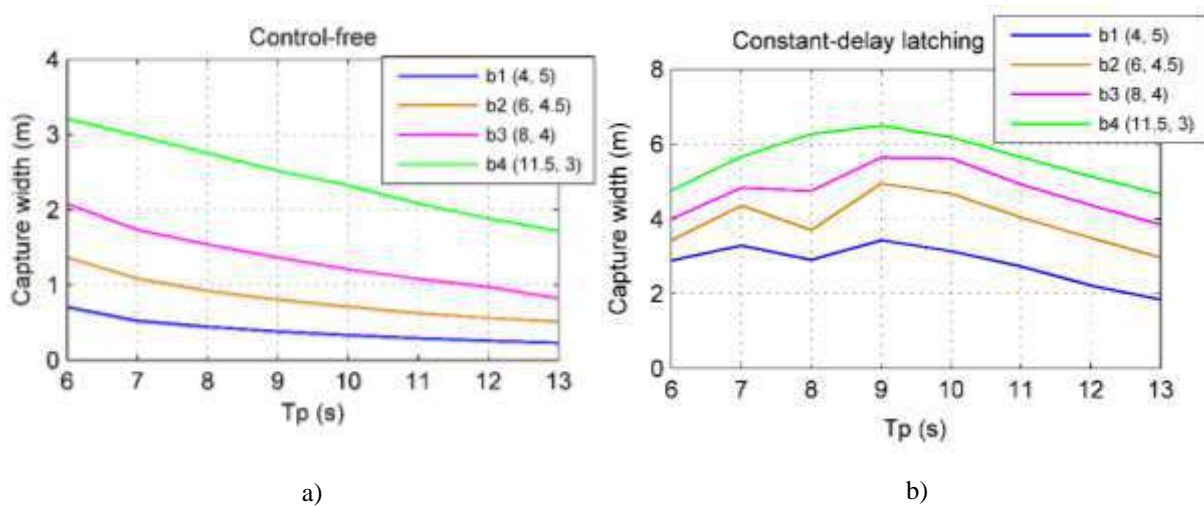 Control-free
b1 (4, 5)
b2 (6, 4.5)
b3 (8, 4)
b4 (11.5, 3)
Capture width (m)
4
3
2
1
0
6 7 8 9 10 11 12 13
Tp (s)
a)
Constant-delay latching
b1 (4, 5)
b2 (6, 4.5)
b3 (8, 4)
b4 (11.5, 3)
Capture width (m)
8
6
4
2
0
6 7 8 9 10 11 12 13
Tp (s)
b)